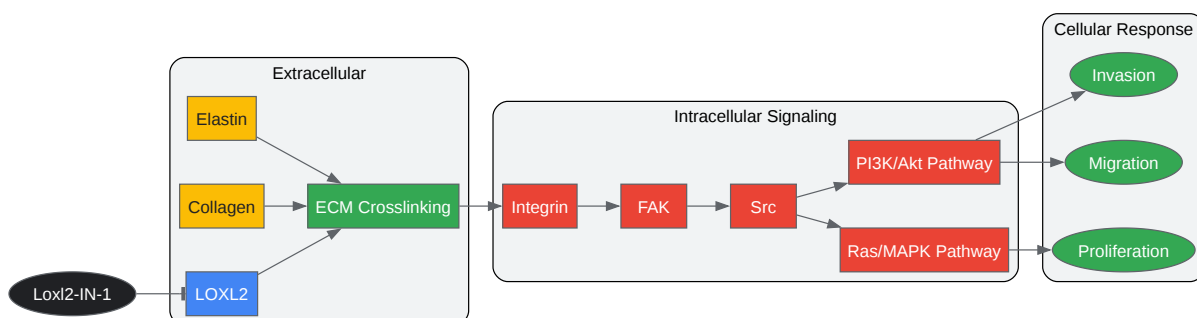 Cellular Response
Extracellular
Invasion
Elastin
Intracellular Signaling
PI3K/Akt Pathway
Migration
Collagen
ECM Crosslinking
Integrin
FAK
Src
Ras/MAPK Pathway
Proliferation
Loxl2-IN-1
LOXL2